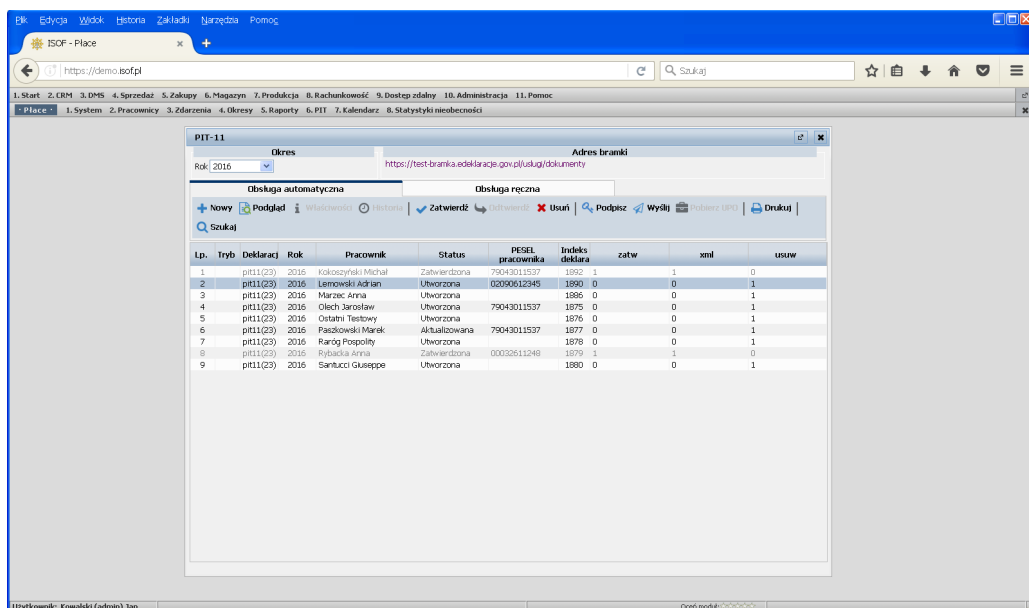 Plik Edycja Widok Historia Zakładki Narzędzia Pomoc
ISOF - Płace
https://demo.isof.pl
Szukaj
1. Start 2. CRM 3. DMS 4. Sprzedaż 5. Zakupy 6. Magazyn 7. Produkcja 8. Rachunkowość 9. Dostęp zdalny 10. Administracja 11. Pomoc
· Płace · 1. System 2. Pracownicy 3. Zdarzenia 4. Okresy 5. Raporty 6. PIT 7. Kalendarz 8. Statystyki nieobecności
PIT-11
Okres Adres bramki
Rok 2016 https://test-bramka.edeklaracje.gov.pl/uslugi/dokumenty
Obsługa automatyczna Obsługa ręczna
Nowy Podgląd Właściwości Historia Zatwierdź Odtwierdź Usuń Podpisz Wyślij Pobierz UPO Drukuj
Szukaj
Lp. Tryb Deklaracj Rok Pracownik Status PESEL pracownika Indeks deklara zatw xml usuw
1 pit11(23) 2016 Kokoszyński Michał Zatwierdzona 79043011537 1892 1 1 0
2 pit11(23) 2016 Lemowski Adrian Utworzona 02090612345 1890 0 0 1
3 pit11(23) 2016 Marzec Anna Utworzona 1886 0 0 1
4 pit11(23) 2016 Olech Jarosław Utworzona 79043011537 1875 0 0 1
5 pit11(23) 2016 Ostatni Testowy Utworzona 1876 0 0 1
6 pit11(23) 2016 Paszkowski Marek Aktualizowana 79043011537 1877 0 0 1
7 pit11(23) 2016 Raróg Pospolity Utworzona 1878 0 0 1
8 pit11(23) 2016 Rybacka Anna Zatwierdzona 00032611248 1879 1 1 0
9 pit11(23) 2016 Santucci Giuseppe Utworzona 1880 0 0 1
Użytkownik: Kowalski (admin) Jan Oceń moduł: